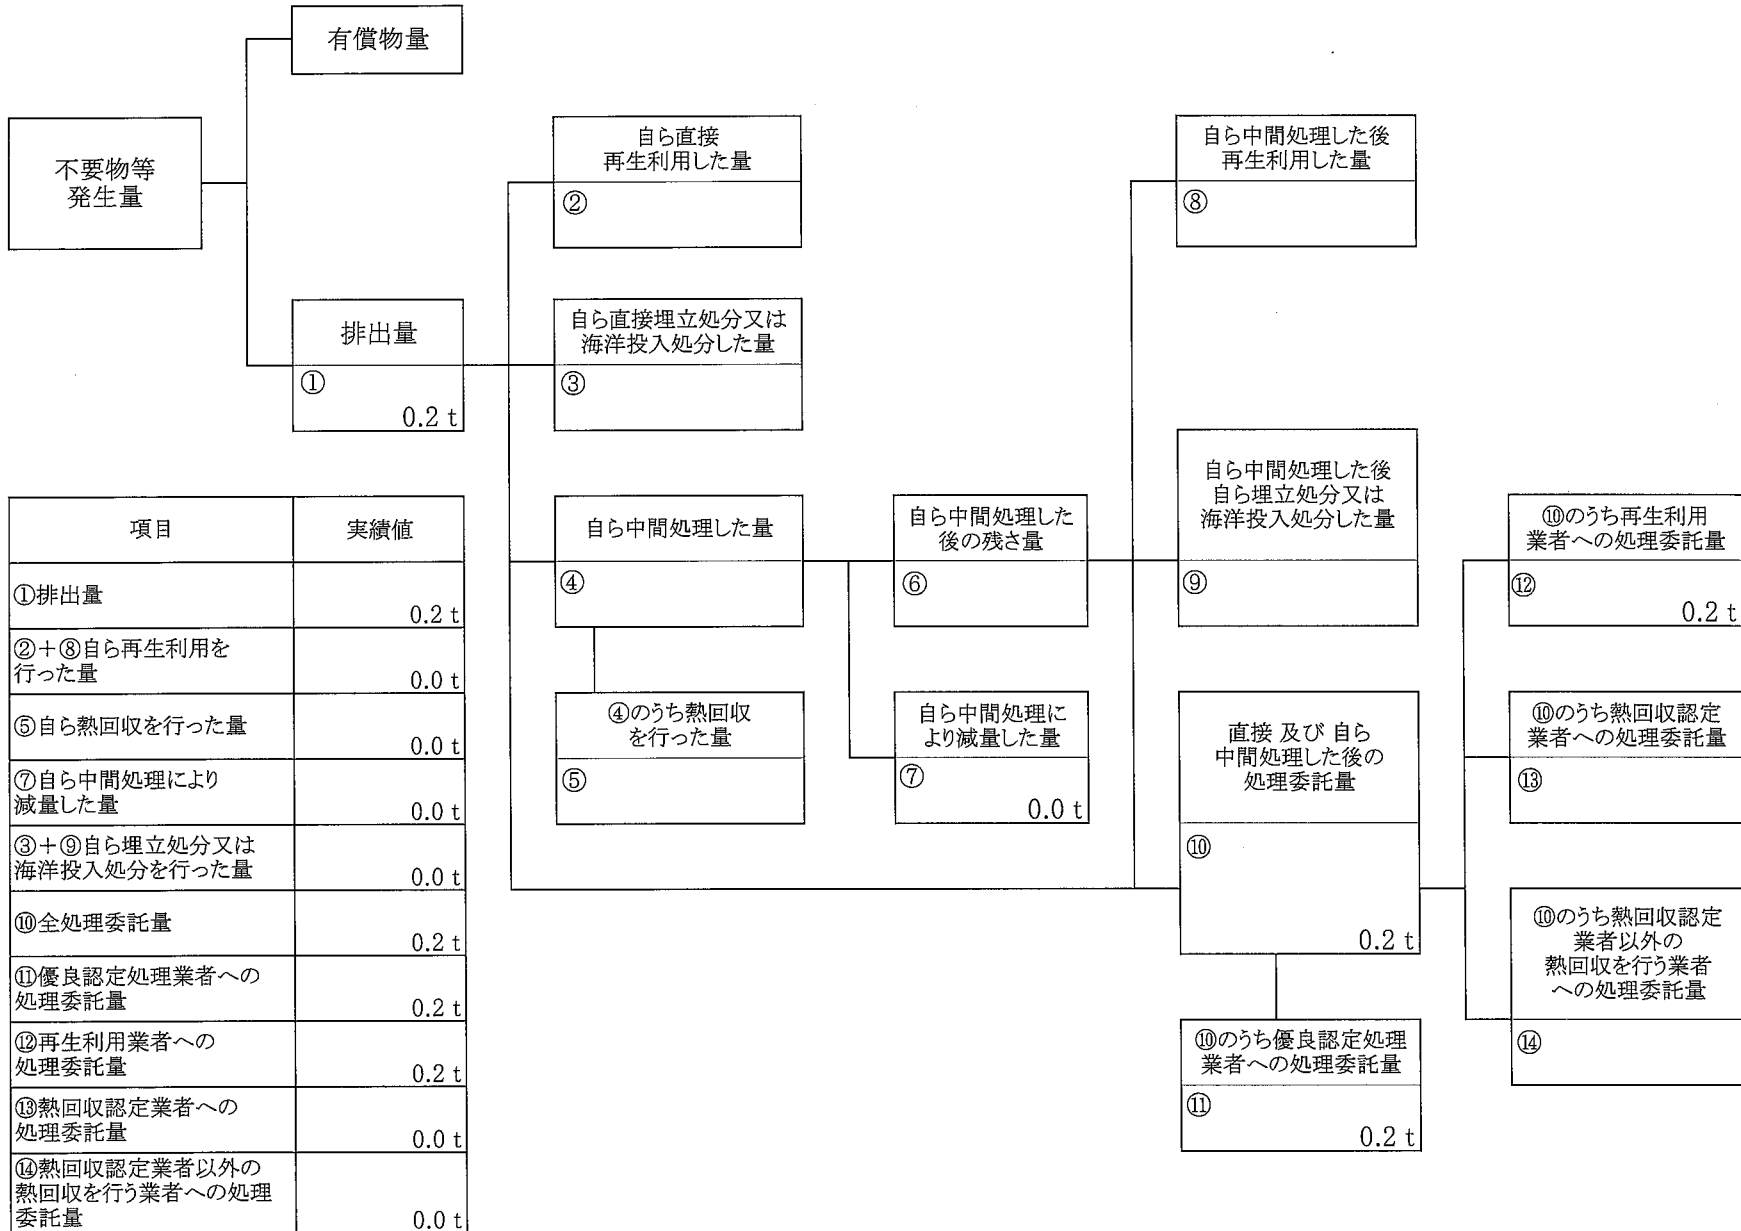 有償物量
不要物等
発生量
自ら直接
再生利用した量
②
自ら中間処理した後
再生利用した量
⑧
排出量
①
0.2 t
自ら直接埋立処分又は
海洋投入処分した量
③
自ら中間処理した量
④
自ら中間処理した
後の残さ量
⑥
自ら中間処理した後
自ら埋立処分又は
海洋投入処分した量
⑨
⑩のうち再生利用
業者への処理委託量
⑫
0.2 t
④のうち熱回収
を行った量
⑤
自ら中間処理に
より減量した量
⑦
0.0 t
直接 及び 自ら
中間処理した後の
処理委託量
⑩
0.2 t
⑩のうち熱回収認定
業者への処理委託量
⑬
⑩のうち熱回収認定
業者以外の
熱回収を行う業者
への処理委託量
⑭
⑩のうち優良認定処理
業者への処理委託量
⑪
0.2 t
項目 実績値
①排出量
0.2 t
②+⑧自ら再生利用を
行った量
0.0 t
⑤自ら熱回収を行った量
0.0 t
⑦自ら中間処理により
減量した量
0.0 t
③+⑨自ら埋立処分又は
海洋投入処分を行った量
0.0 t
⑩全処理委託量
0.2 t
⑪優良認定処理業者への
処理委託量
0.2 t
⑫再生利用業者への
処理委託量
0.2 t
⑬熱回収認定業者への
処理委託量
0.0 t
⑭熱回収認定業者以外の
熱回収を行う業者への処理
委託量
0.0 t